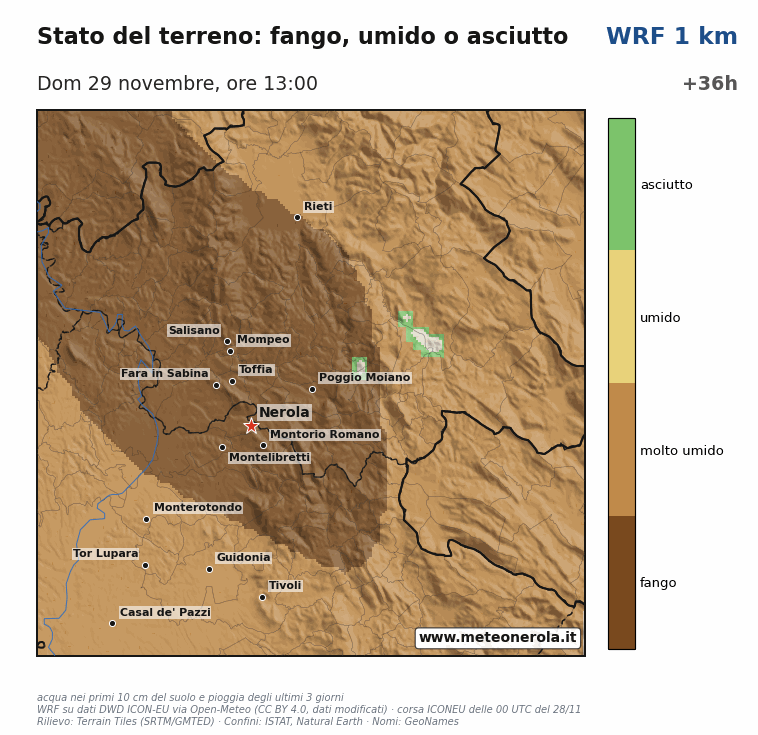 Stato del terreno: fango, umido o asciutto
WRF 1 km
Dom 29 novembre, ore 13:00
+36h
asciutto
umido
molto umido
fango
Rieti
Salisano
Mompeo
Toffia
Fara in Sabina
Poggio Moiano
Nerola
Montorio Romano
Montelibretti
Monterotondo
Tor Lupara
Guidonia
Tivoli
Casal de' Pazzi
www.meteonerola.it
acqua nei primi 10 cm del suolo e pioggia degli ultimi 3 giorni
WRF su dati DWD ICON-EU via Open-Meteo (CC BY 4.0, dati modificati) · corsa ICONEU delle 00 UTC del 28/11
Rilievo: Terrain Tiles (SRTM/GMTED) · Confini: ISTAT, Natural Earth · Nomi: GeoNames